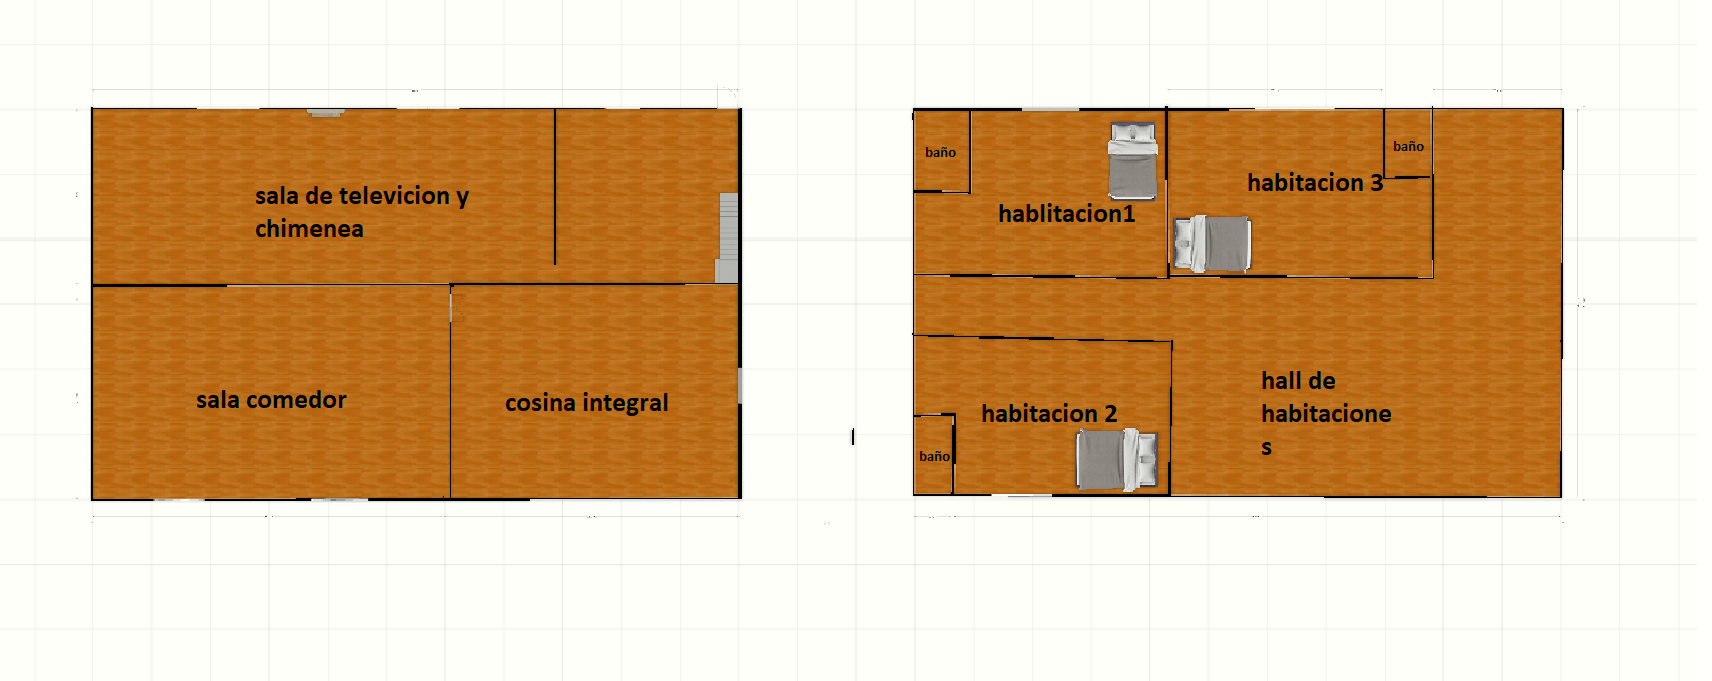 sala de televicion y
chimenea
sala comedor
cosina integral
baño
hablitacion1
habitacion 3
baño
habitacion 2
baño
hall de
habitacione
s